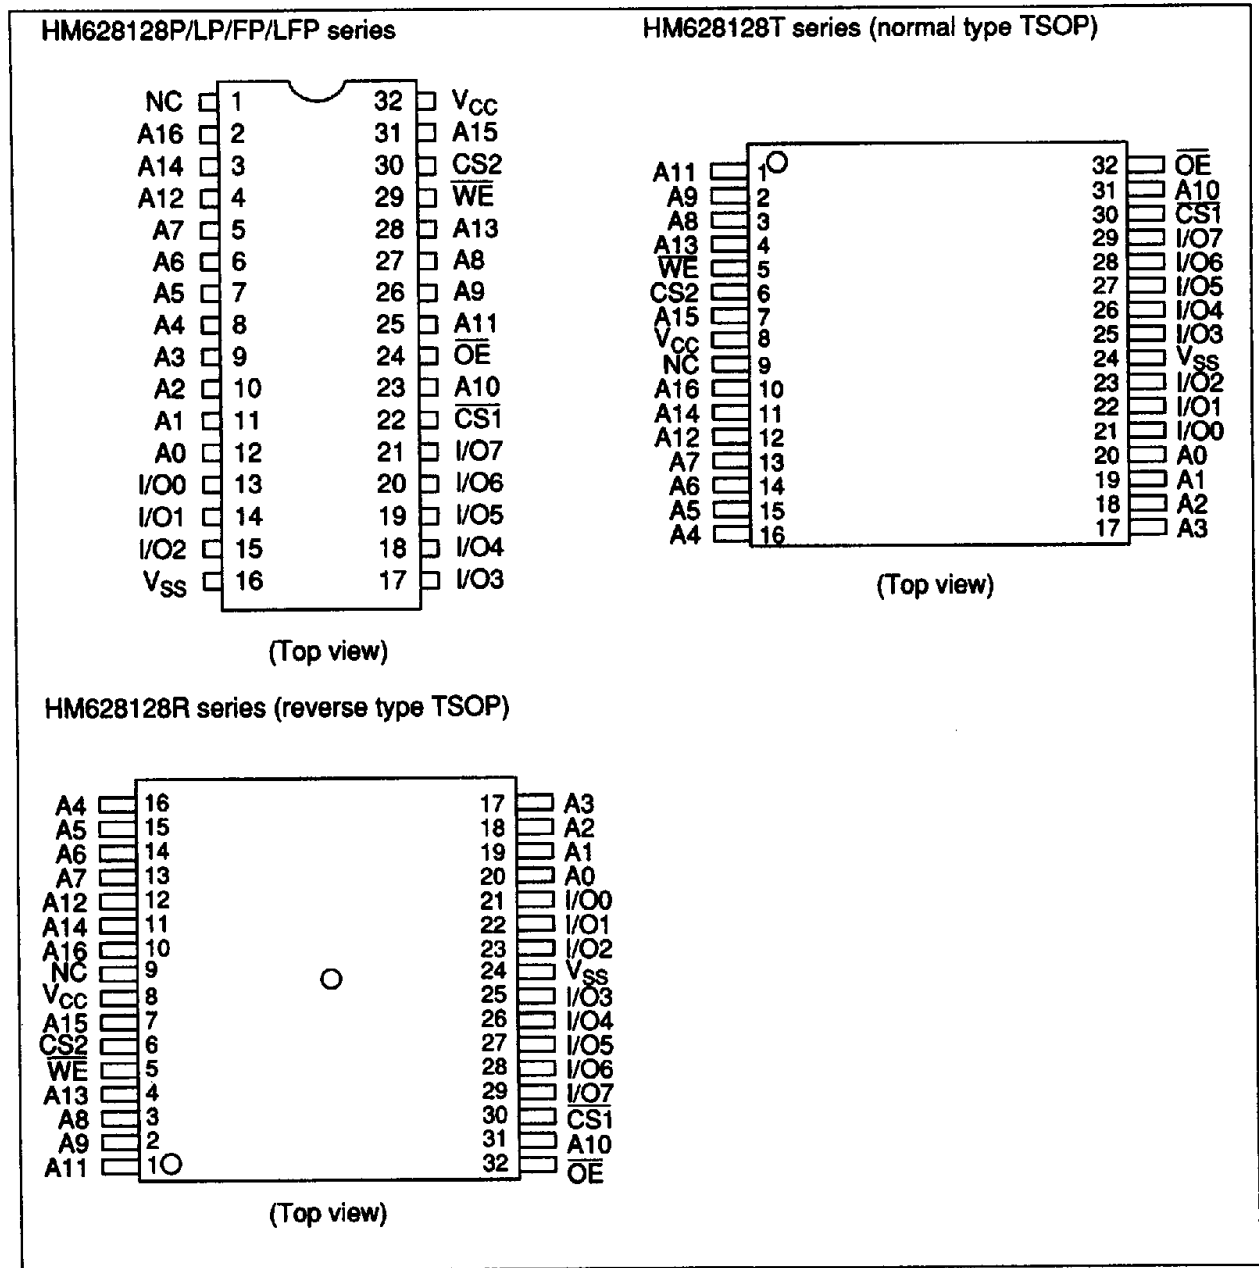 HM628128P/LP/FP/LFP series
NC 1 32 VCC
A16 2 31 A15
A14 3 30 CS2
A12 4 29 W̅E̅
A7 5 28 A13
A6 6 27 A8
A5 7 26 A9
A4 8 25 A11
A3 9 24 O̅E̅
A2 10 23 A10
A1 11 22 C̅S̅1̅
A0 12 21 I/O7
I/O0 13 20 I/O6
I/O1 14 19 I/O5
I/O2 15 18 I/O4
VSS 16 17 I/O3
(Top view)
HM628128T series (normal type TSOP)
A11 1 32 O̅E̅
A9 2 31 A10
A8 3 30 C̅S̅1̅
A13 4 29 I/O7
W̅E̅ 5 28 I/O6
CS2 6 27 I/O5
A15 7 26 I/O4
VCC 8 25 I/O3
NC 9 24 VSS
A16 10 23 I/O2
A14 11 22 I/O1
A12 12 21 I/O0
A7 13 20 A0
A6 14 19 A1
A5 15 18 A2
A4 16 17 A3
(Top view)
HM628128R series (reverse type TSOP)
A4 16 17 A3
A5 15 18 A2
A6 14 19 A1
A7 13 20 A0
A12 12 21 I/O0
A14 11 22 I/O1
A16 10 23 I/O2
NC 9 24 VSS
VCC 8 25 I/O3
A15 7 26 I/O4
CS2 6 27 I/O5
W̅E̅ 5 28 I/O6
A13 4 29 I/O7
A8 3 30 C̅S̅1̅
A9 2 31 A10
A11 1 32 O̅E̅
(Top view)